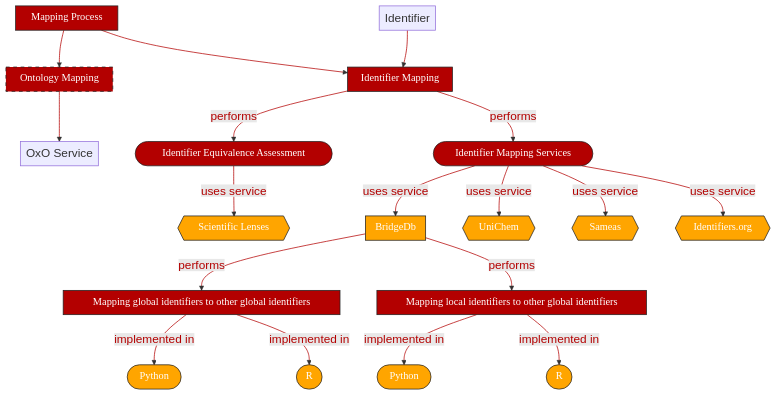 Mapping Process
Identifier
Ontology Mapping
Identifier Mapping
performs
performs
OxO Service
Identifier Equivalence Assessment
Identifier Mapping Services
uses service
uses service
uses service
uses service
uses service
Scientific Lenses
BridgeDb
UniChem
Sameas
Identifiers.org
performs
performs
Mapping global identifiers to other global identifiers
Mapping local identifiers to other global identifiers
implemented in
implemented in
implemented in
implemented in
Python
R
Python
R